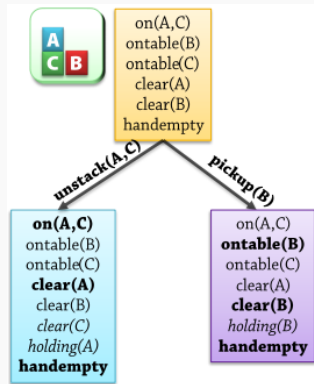 A
C B
on(A,C)
ontable(B)
ontable(C)
clear(A)
clear(B)
handempty
unstack(A,C)
pickup(B)
on(A,C)
ontable(B)
ontable(C)
clear(A)
clear(B)
clear(C)
holding(A)
handempty
on(A,C)
ontable(B)
ontable(C)
clear(A)
clear(B)
holding(B)
handempty